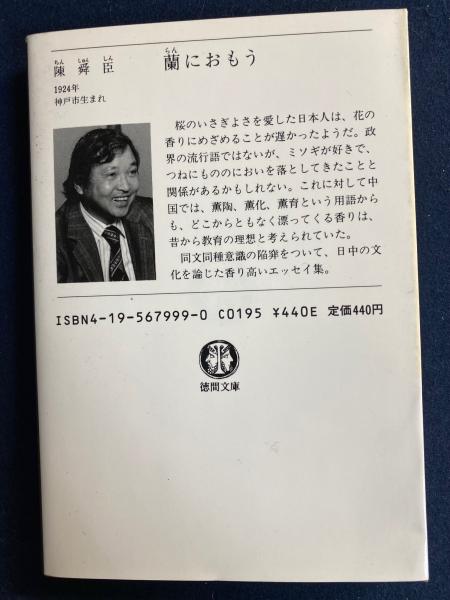 陳舜臣 蘭におもう
ちん しゅん しん らん
1924年
神戸市生まれ
桜のいさぎよさを愛した日本人は、花の
香りにめざめることが遅かったようだ。政
界の流行語ではないが、ミソギが好きで、
つねにもののにおいを落としてきたことと
関係があるかもしれない。これに対して中
国では、薫陶、薫化、薫育という用語から
も、どこからともなく漂ってくる香りは、
昔から教育の理想と考えられていた。
同文同種意識の陥穽をついて、日中の文
化を論じた香り高いエッセイ集。
ISBN4-19-567999-0 C0195 ¥440E 定価440円
徳間文庫